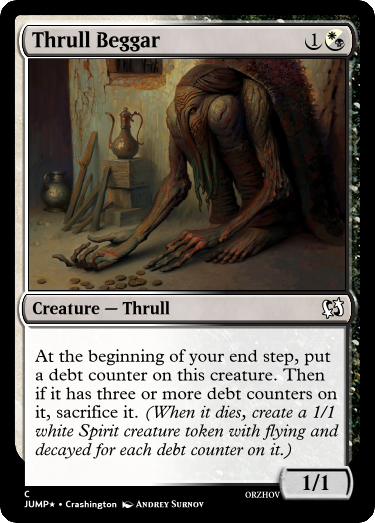 Thrull Beggar
1
Creature — Thrull
At the beginning of your end step, put
a debt counter on this creature. Then
if it has three or more debt counters on
it, sacrifice it. (When it dies, create a 1/1
white Spirit creature token with flying and
decayed for each debt counter on it.)
1/1
C
ORZHOV
JUMP★ • Crashington Andrey Surnov